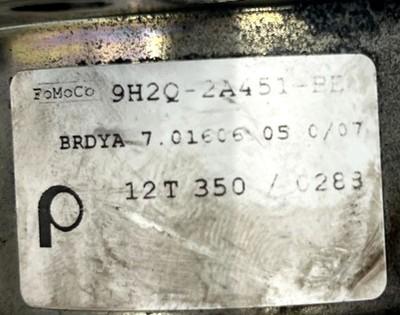 FoMoCo 9H2Q-2A451-BE
BRDYA 7.01606 05 0/07
12T 350 / 0283